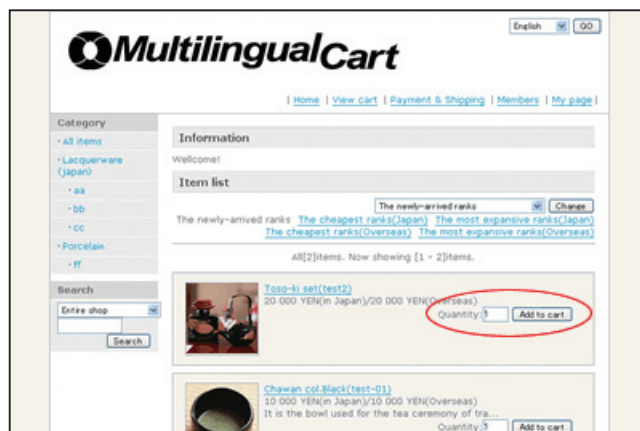 English GO
MultilingualCart
| Home | View cart | Payment & Shipping | Members | My page |
Category
・All items
・Lacquerware
(japan)
・aa
・bb
・cc
・Porcelain
・ff
Search
Entire shop
Search
Information
Wellcome!
Item list
The newly-arrived ranks Change
The newly-arrived ranks The cheapest ranks(Japan) The most expansive ranks(Japan)
The cheapest ranks(Overseas) The most expansive ranks(Overseas)
All[2]items. Now showing [1 - 2]items.
Toso-ki set(test2)
20 000 YEN(in Japan)/20 000 YEN(Overseas)
Quantity:1 Add to cart
Chawan col.Black(test-01)
10 000 YEN(in Japan)/10 000 YEN(Overseas)
It is the bowl used for the tea ceremony of tra...
Quantity:1 Add to cart